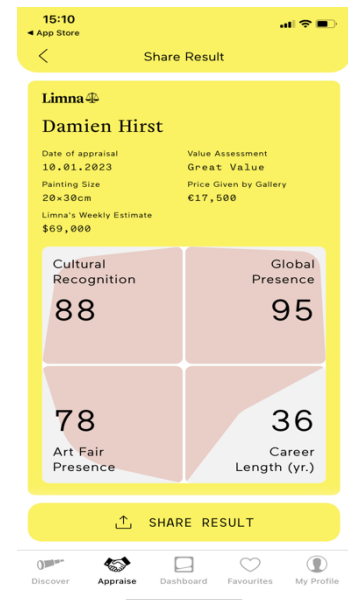 15:10
App Store
Share Result
Limna
Damien Hirst
Date of appraisal
10.01.2023
Value Assessment
Great Value
Painting Size
20×30cm
Price Given by Gallery
€17,500
Limna's Weekly Estimate
$69,000
Cultural
Recognition
88
Global
Presence
95
78
Art Fair
Presence
36
Career
Length (yr.)
SHARE RESULT
Discover
Appraise
Dashboard
Favourites
My Profile